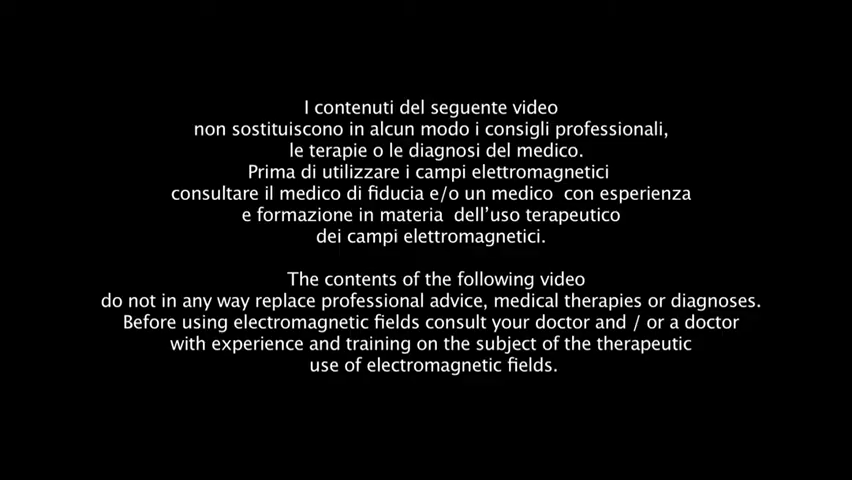 I contenuti del seguente video
non sostituiscono in alcun modo i consigli professionali,
le terapie o le diagnosi del medico.
Prima di utilizzare i campi elettromagnetici
consultare il medico di fiducia e/o un medico  con esperienza
e formazione in materia  dell’uso terapeutico
dei campi elettromagnetici.
The contents of the following video
do not in any way replace professional advice, medical therapies or diagnoses.
Before using electromagnetic fields consult your doctor and / or a doctor
with experience and training on the subject of the therapeutic
use of electromagnetic fields.